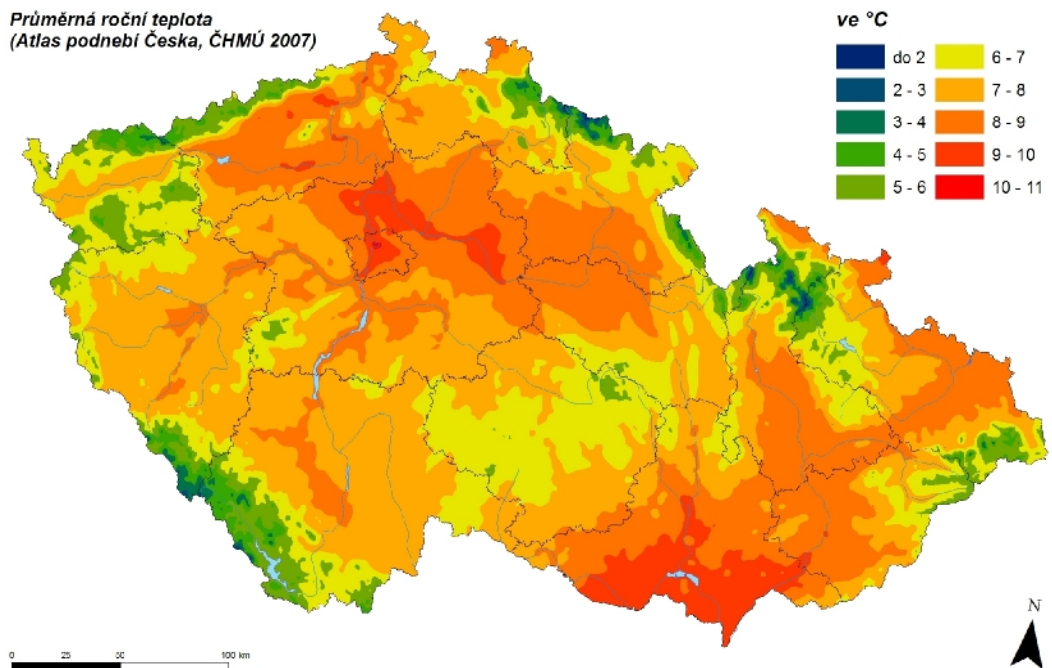 Průměrná roční teplota
(Atlas podnebí Česka, ČHMÚ 2007)
ve °C
do 2
2 - 3
3 - 4
4 - 5
5 - 6
6 - 7
7 - 8
8 - 9
9 - 10
10 - 11
N
0 25 50 100 km